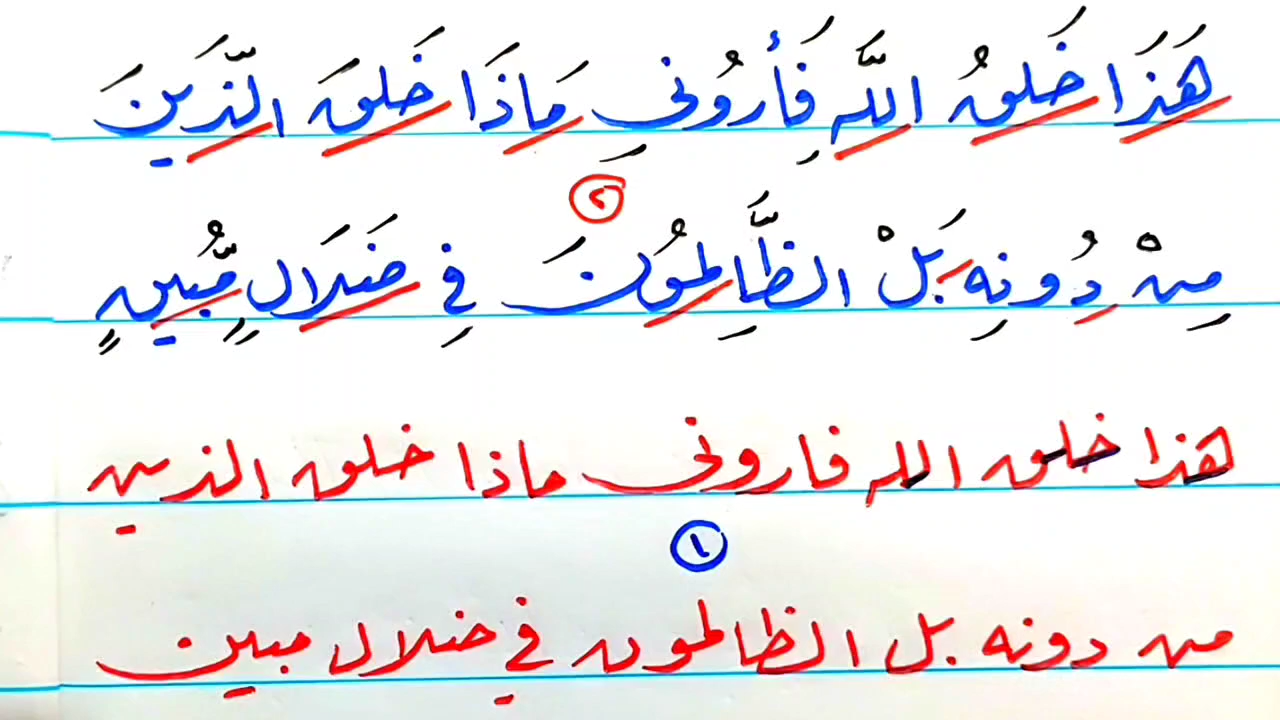 هَذَا خَلْقُ اللَّهِ فَأَرُونِي مَاذَا خَلَقَ الَّذِينَ
٢
مِنْ دُونِهِ بَلْ الظَّالِمُونَ فِي ضَلَالٍ مُّبِينٍ
هذا خلق الله فارونى ماذا خلق الذين
١
من دونه بل الظالمون في ضلال مبين